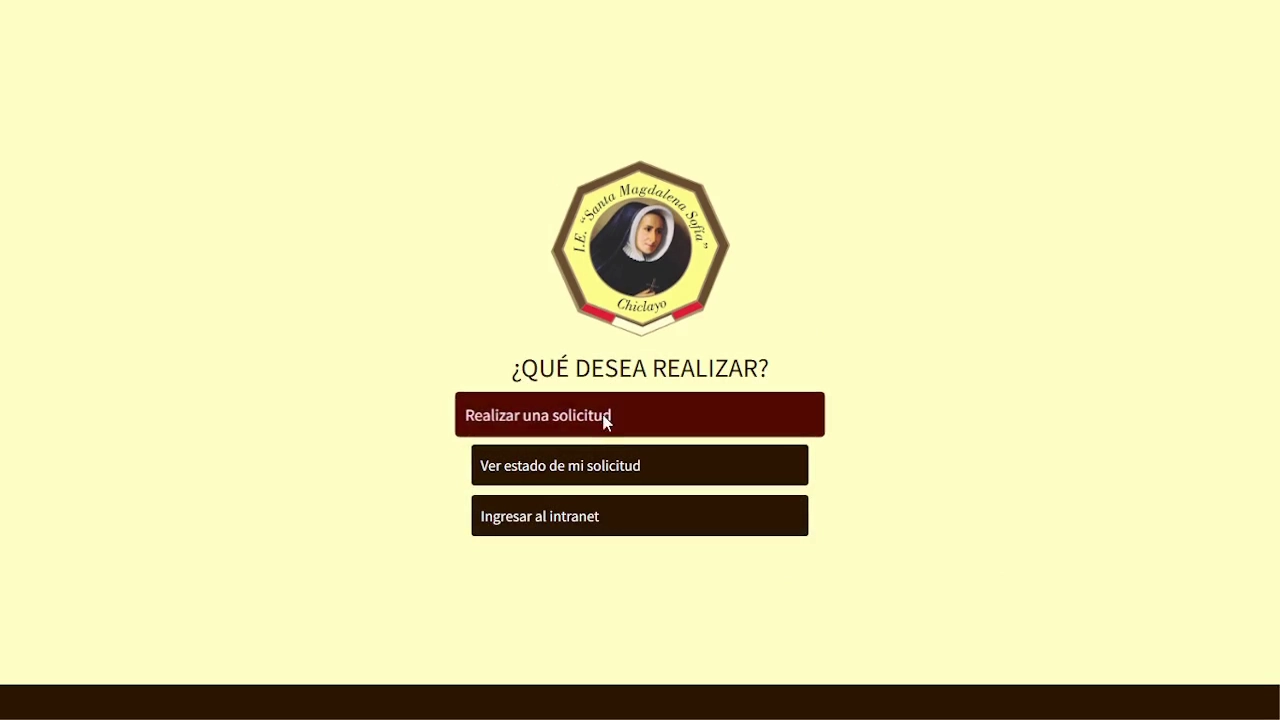 I.E. "Santa Magdalena Sofía"
Chiclayo
¿QUÉ DESEA REALIZAR?
Realizar una solicitud
Ver estado de mi solicitud
Ingresar al intranet